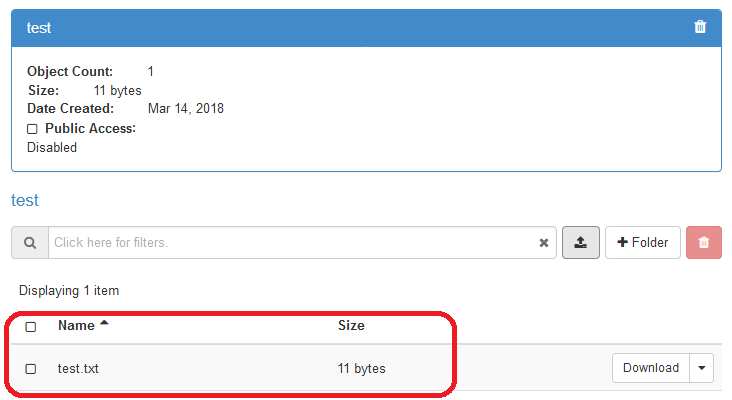 test
Object Count: 1
Size: 11 bytes
Date Created: Mar 14, 2018
Public Access:
Disabled
test
Click here for filters.
Folder
Displaying 1 item
Name Size
test.txt 11 bytes Download